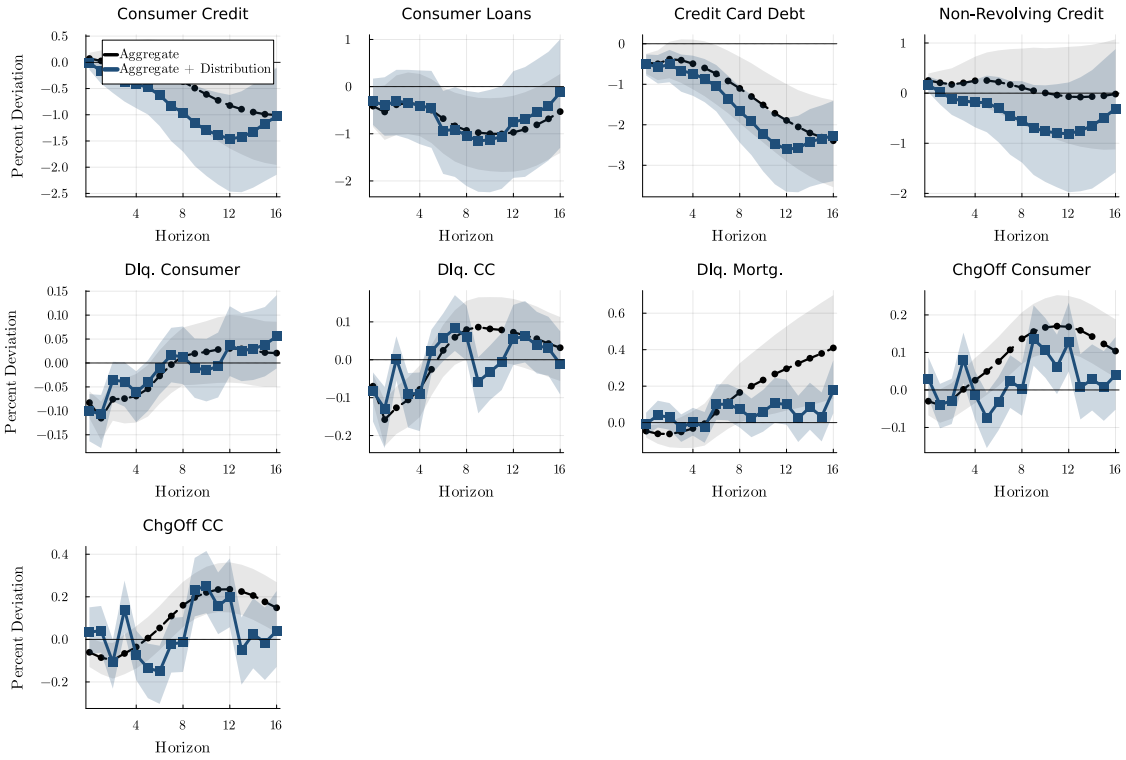 Consumer Credit
Consumer Loans
Credit Card Debt
Non-Revolving Credit
Percent Deviation
0.5
0.0
−0.5
−1.0
−1.5
−2.0
−2.5
Aggregate
Aggregate + Distribution
4 8 12 16
Horizon
1
0
−1
−2
4 8 12 16
Horizon
0
−1
−2
−3
4 8 12 16
Horizon
1
0
−1
−2
4 8 12 16
Horizon
Dlq. Consumer
Dlq. CC
Dlq. Mortg.
ChgOff Consumer
Percent Deviation
0.15
0.10
0.05
0.00
−0.05
−0.10
−0.15
4 8 12 16
Horizon
0.1
0.0
−0.1
−0.2
4 8 12 16
Horizon
0.6
0.4
0.2
0.0
4 8 12 16
Horizon
0.2
0.1
0.0
−0.1
4 8 12 16
Horizon
ChgOff CC
Percent Deviation
0.4
0.2
0.0
−0.2
4 8 12 16
Horizon